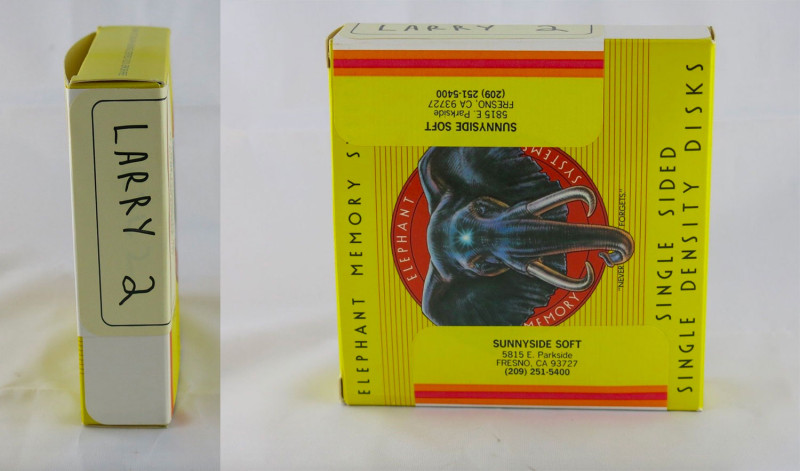 LARRY 2
LARRY 2
SUNNYSIDE SOFT
5815 E. Parkside
FRESNO, CA 93727
(209) 251-5400
ELEPHANT MEMORY S
ELEPHANT
MEMORY
SYSTEMS
"NEVER FORGETS."
SINGLE SIDED
SINGLE DENSITY DISKS
SUNNYSIDE SOFT
5815 E. Parkside
FRESNO, CA 93727
(209) 251-5400